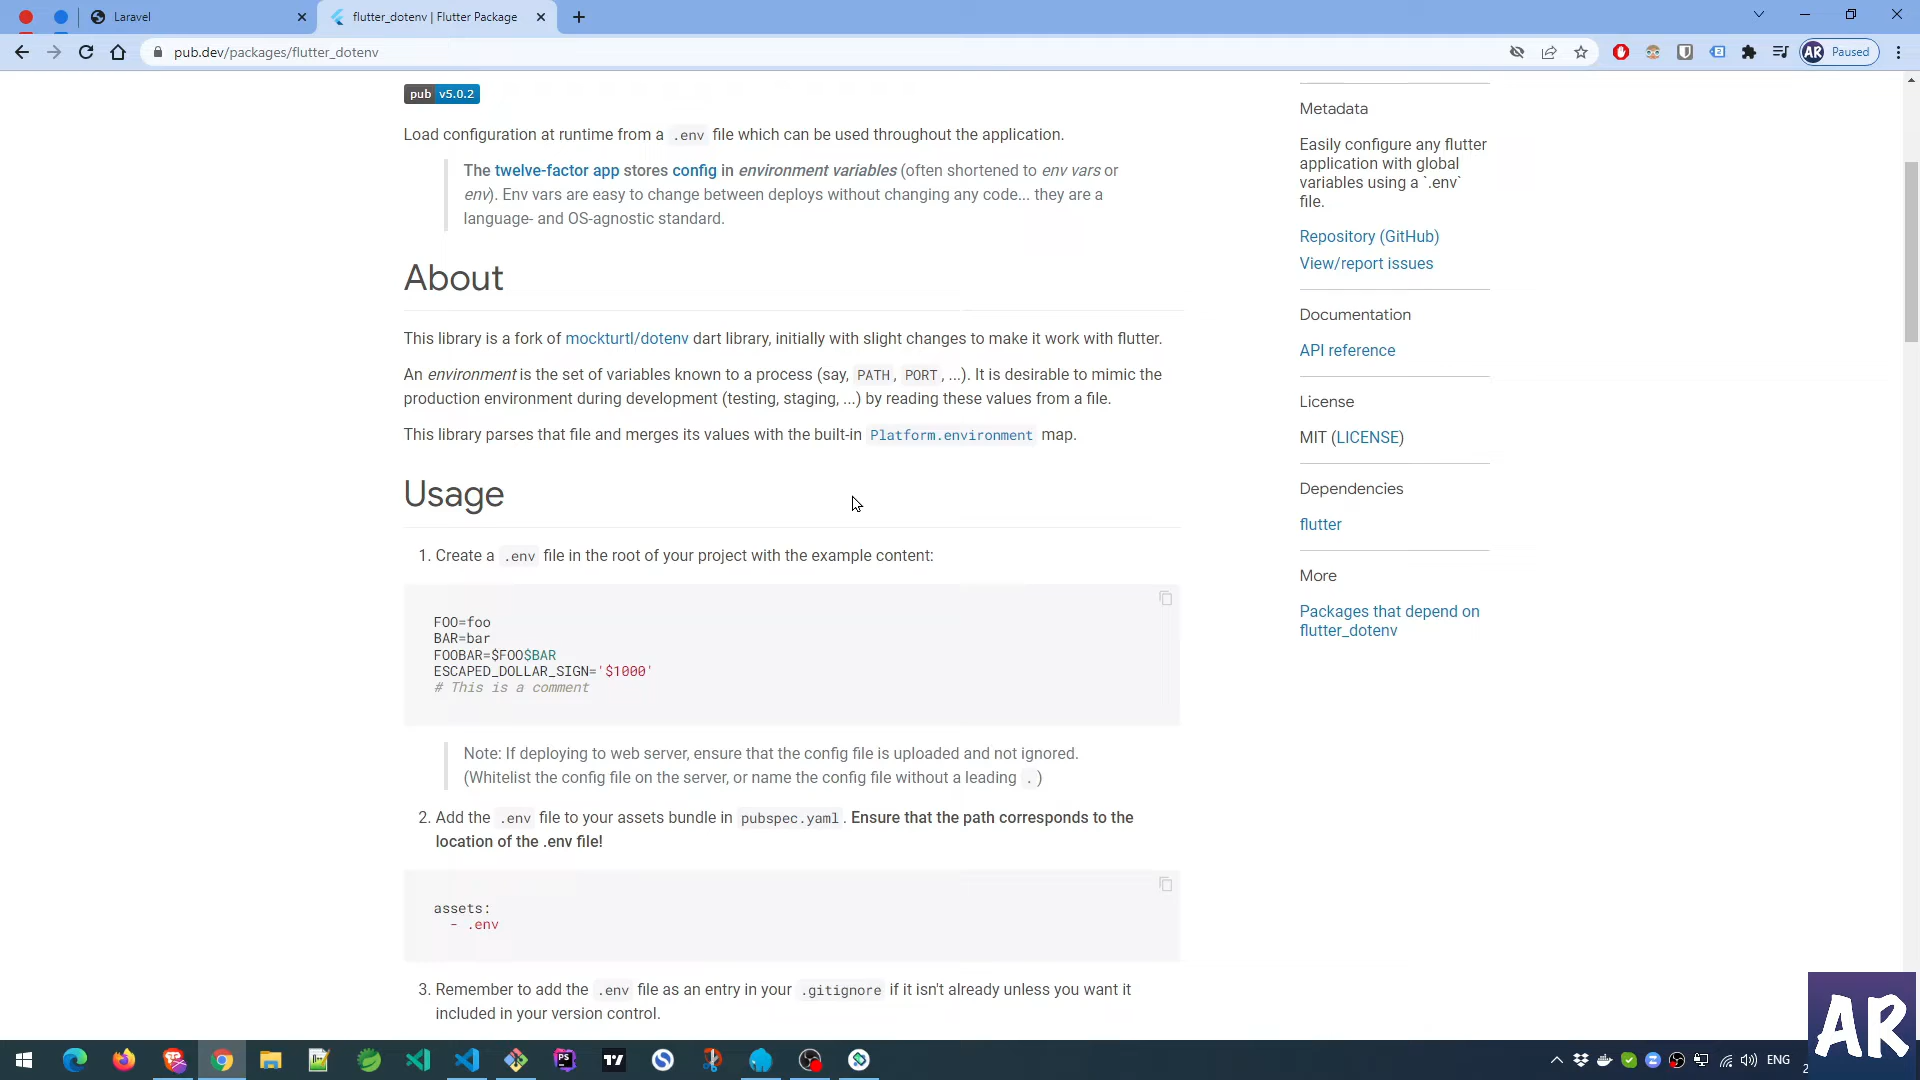 Laravel
flutter_dotenv | Flutter Package
pub.dev/packages/flutter_dotenv
AR Paused
pub v5.0.2
Load configuration at runtime from a .env file which can be used throughout the application.
The twelve-factor app stores config in environment variables (often shortened to env vars or
env). Env vars are easy to change between deploys without changing any code... they are a
language- and OS-agnostic standard.
About
This library is a fork of mockturtl/dotenv dart library, initially with slight changes to make it work with flutter.
An environment is the set of variables known to a process (say, PATH, PORT, ...). It is desirable to mimic the
production environment during development (testing, staging, ...) by reading these values from a file.
This library parses that file and merges its values with the built-in Platform.environment map.
Usage
1. Create a .env file in the root of your project with the example content:
FOO=foo
BAR=bar
FOOBAR=$FOO$BAR
ESCAPED_DOLLAR_SIGN='$1000'
# This is a comment
Note: If deploying to web server, ensure that the config file is uploaded and not ignored.
(Whitelist the config file on the server, or name the config file without a leading .)
2. Add the .env file to your assets bundle in pubspec.yaml. Ensure that the path corresponds to the
location of the .env file!
assets:
- .env
3. Remember to add the .env file as an entry in your .gitignore if it isn't already unless you want it
included in your version control.
Metadata
Easily configure any flutter
application with global
variables using a `.env`
file.
Repository (GitHub)
View/report issues
Documentation
API reference
License
MIT (LICENSE)
Dependencies
flutter
More
Packages that depend on
flutter_dotenv
PS
ENG
2
AR